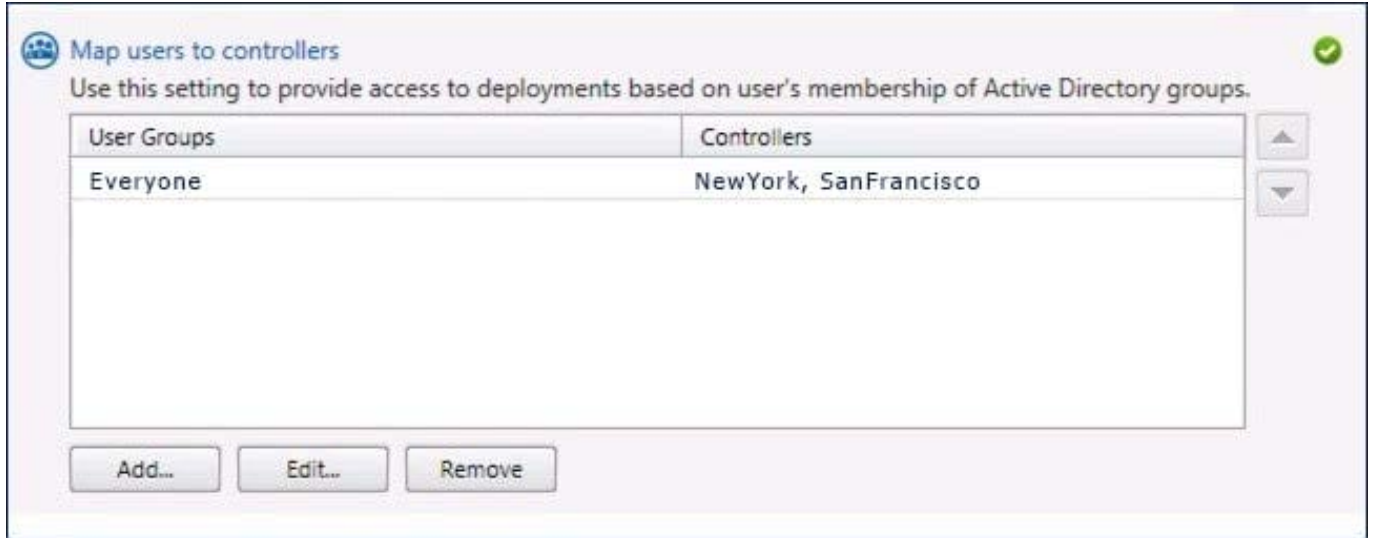 Map users to controllers
Use this setting to provide access to deployments based on user's membership of Active Directory groups.
User Groups Controllers
Everyone NewYork, SanFrancisco
Add... Edit... Remove